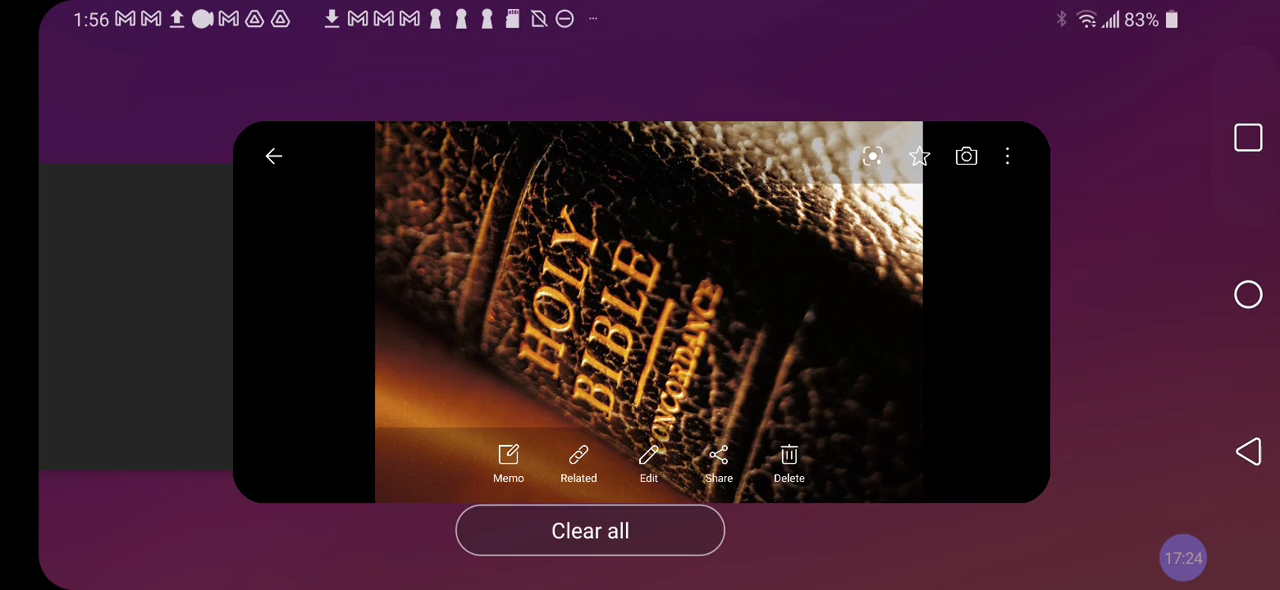 1:56
83%
HOLY
BIBLE
CONCORDANCE
Memo Related Edit Share Delete
Clear all
17:24